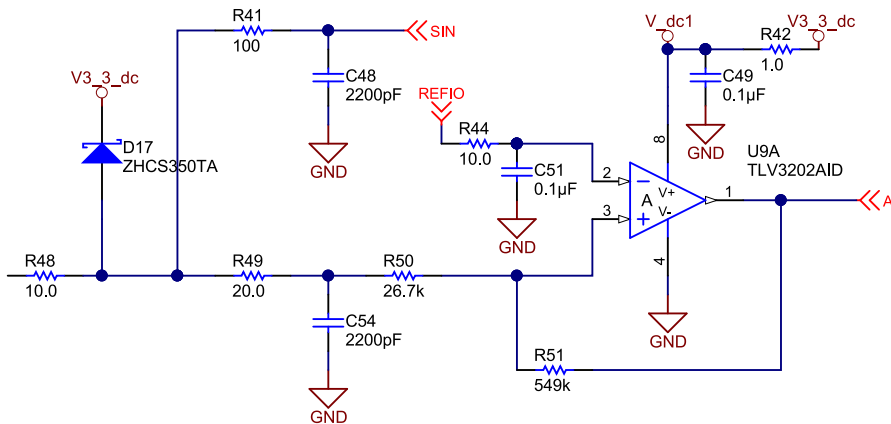 R41
100
SIN
V_dc1
V3_3_dc
R42
1.0
V3_3_dc
C48
2200pF
C49
0.1µF
REFIO
D17
ZHCS350TA
GND
R44
10.0
GND
8
U9A
TLV3202AID
C51
0.1µF
2
V+
A
1
A
3
V-
GND
4
R48
10.0
R49
20.0
R50
26.7k
C54
2200pF
GND
R51
549k
GND